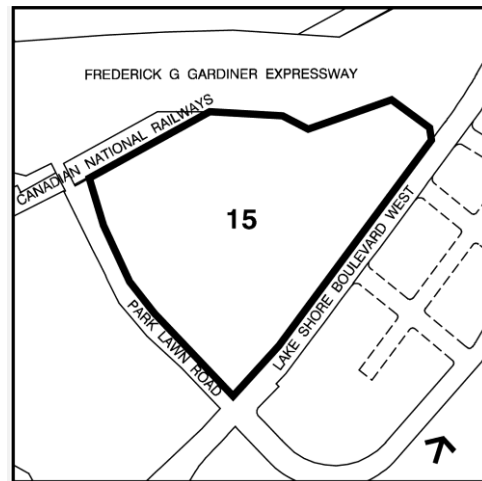 FREDERICK G GARDINER EXPRESSWAY
CANADIAN NATIONAL RAILWAYS
15
PARK LAWN ROAD
LAKE SHORE BOULEVARD WEST